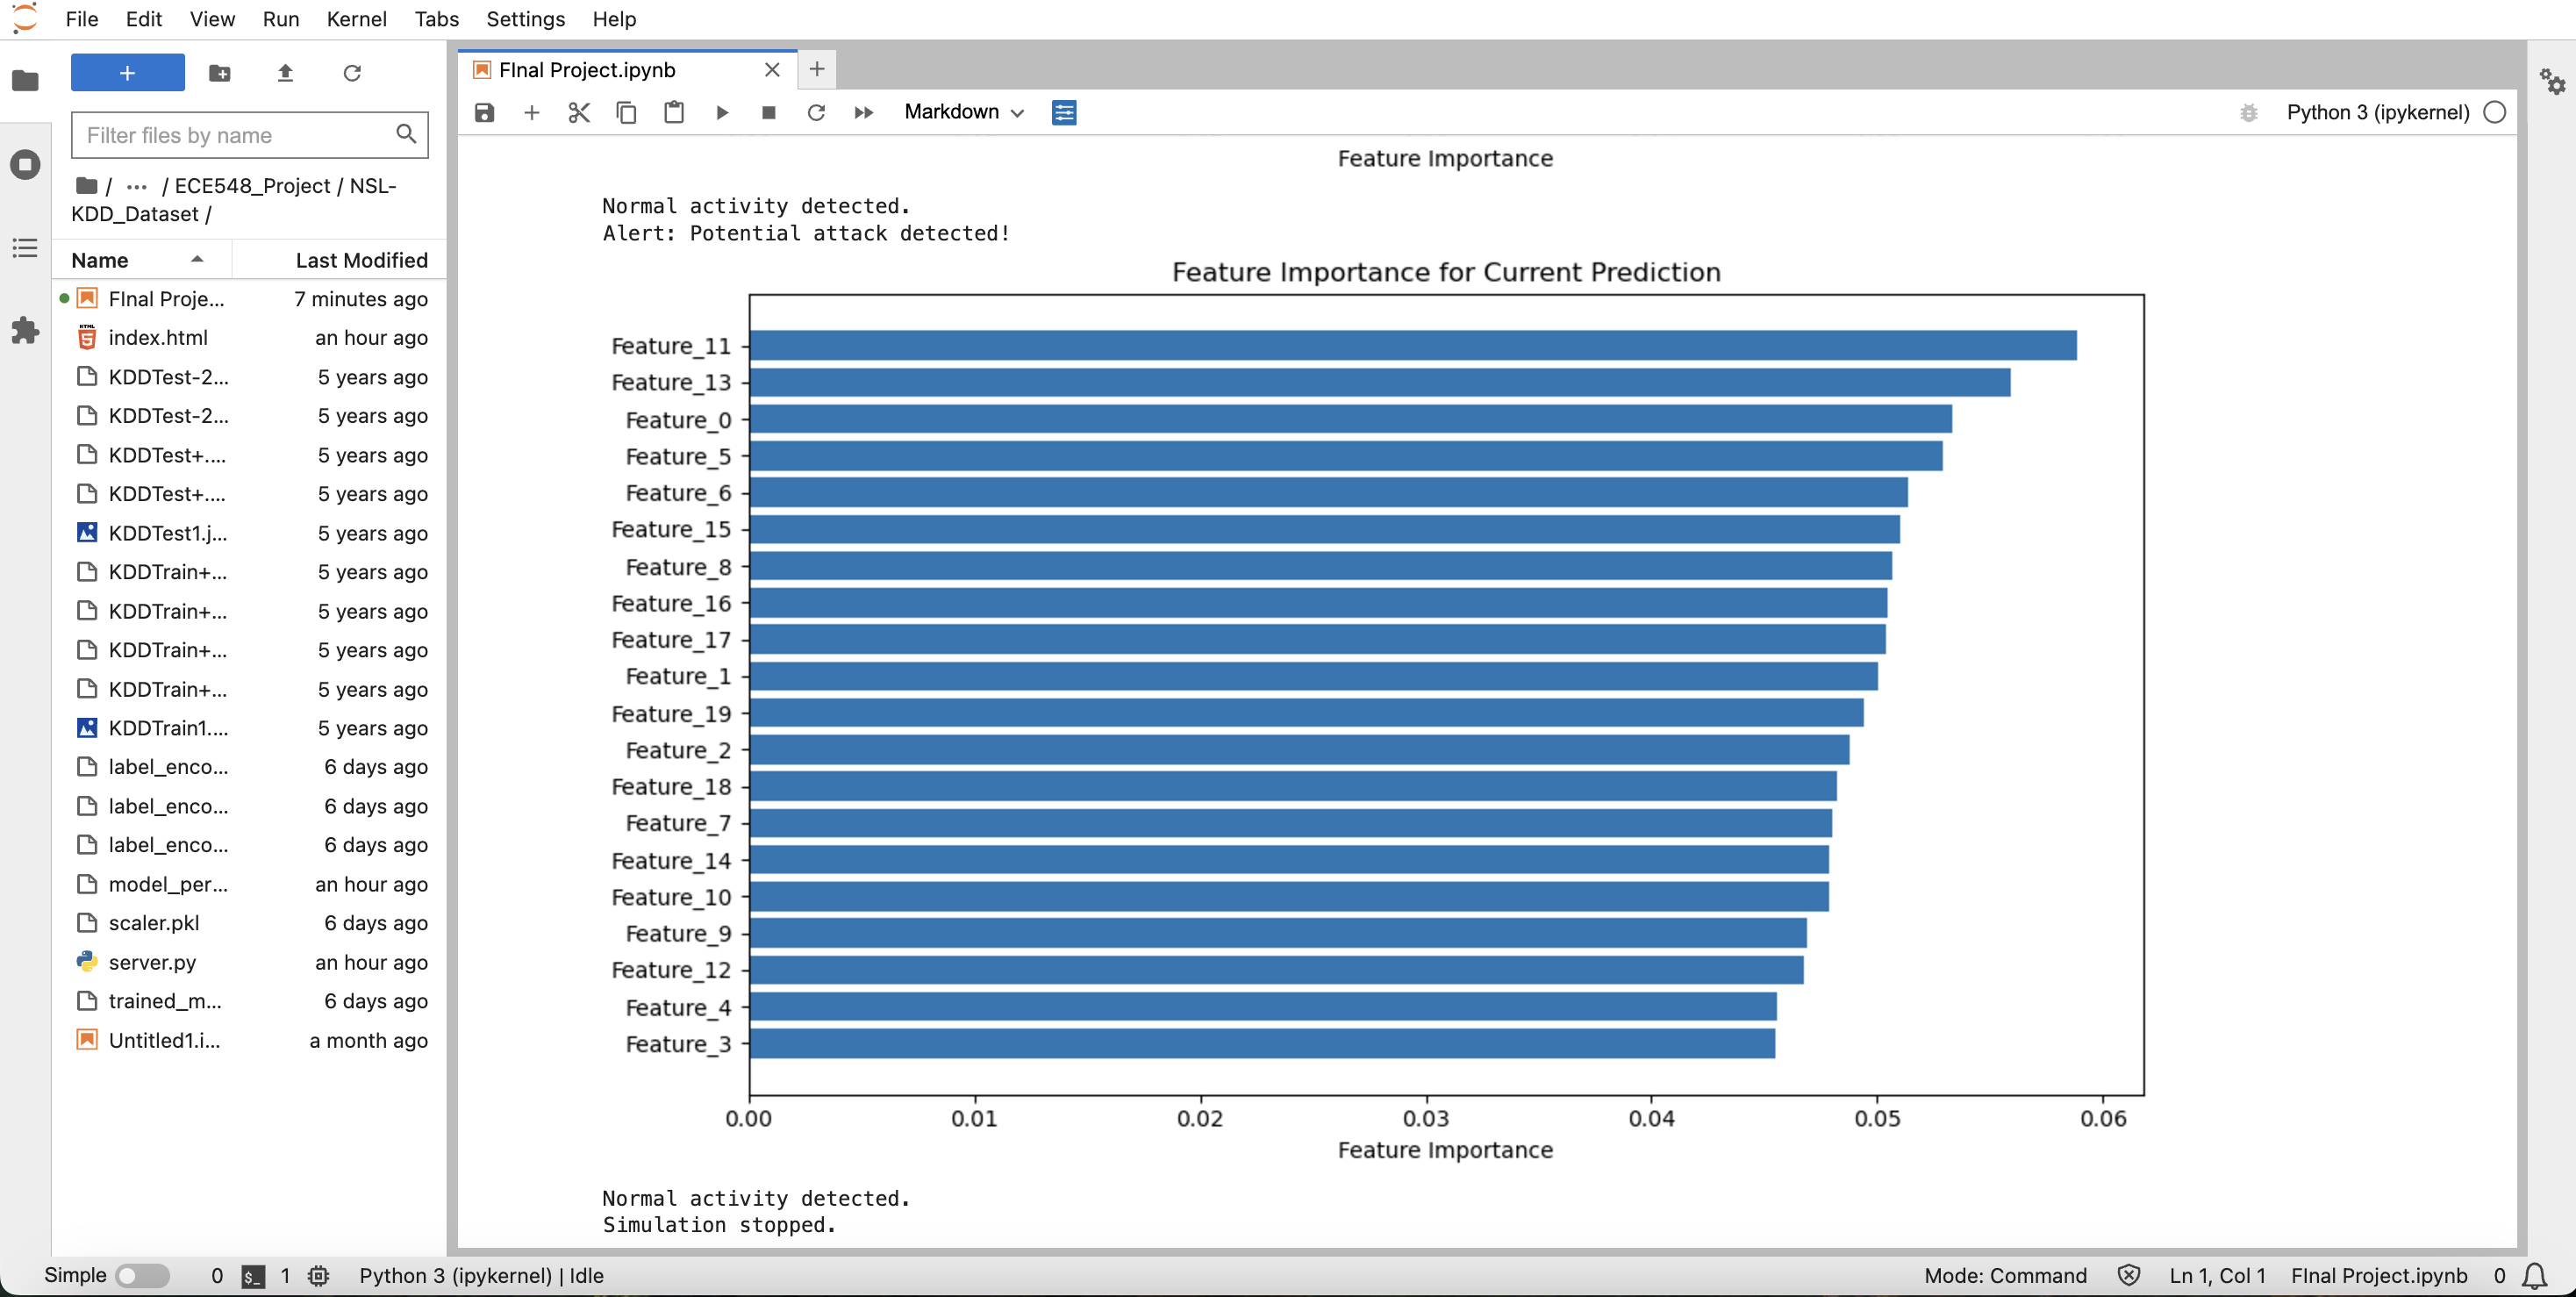 File Edit View Run Kernel Tabs Settings Help
FInal Project.ipynb
Filter files by name
Markdown
Python 3 (ipykernel)
/ ... / ECE548_Project / NSL-
KDD_Dataset /
Name Last Modified
FInal Proje... 7 minutes ago
index.html an hour ago
KDDTest-2... 5 years ago
KDDTest-2... 5 years ago
KDDTest+.... 5 years ago
KDDTest+.... 5 years ago
KDDTest1.j... 5 years ago
KDDTrain+... 5 years ago
KDDTrain+... 5 years ago
KDDTrain+... 5 years ago
KDDTrain+... 5 years ago
KDDTrain1.... 5 years ago
label_enco... 6 days ago
label_enco... 6 days ago
label_enco... 6 days ago
model_per... an hour ago
scaler.pkl 6 days ago
server.py an hour ago
trained_m... 6 days ago
Untitled1.i... a month ago
Feature Importance
Normal activity detected.
Alert: Potential attack detected!
Feature Importance for Current Prediction
Feature_11
Feature_13
Feature_0
Feature_5
Feature_6
Feature_15
Feature_8
Feature_16
Feature_17
Feature_1
Feature_19
Feature_2
Feature_18
Feature_7
Feature_14
Feature_10
Feature_9
Feature_12
Feature_4
Feature_3
0.00 0.01 0.02 0.03 0.04 0.05 0.06
Feature Importance
Normal activity detected.
Simulation stopped.
Simple 0 $_ 1 Python 3 (ipykernel) | Idle Mode: Command Ln 1, Col 1 FInal Project.ipynb 0